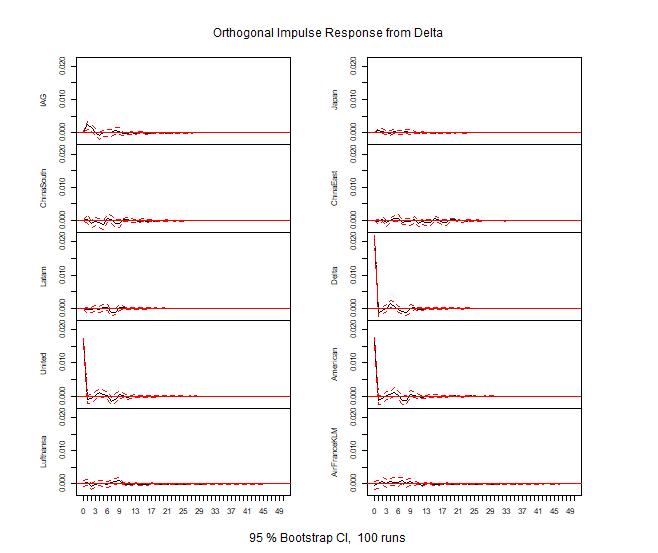 Orthogonal Impulse Response from Delta
IAG
0.000 0.010 0.020
ChinaSouth
0.000 0.010 0.020
Latam
0.000 0.010 0.020
United
0.000 0.010 0.020
Lufthansa
0.000 0.010 0.020
0 3 6 9 13 17 21 25 29 33 37 41 45 49
Japan
0.000 0.010 0.020
ChinaEast
0.000 0.010 0.020
Delta
0.000 0.010 0.020
American
0.000 0.010 0.020
AirFranceKLM
0.000 0.010 0.020
0 3 6 9 13 17 21 25 29 33 37 41 45 49
95 % Bootstrap CI, 100 runs